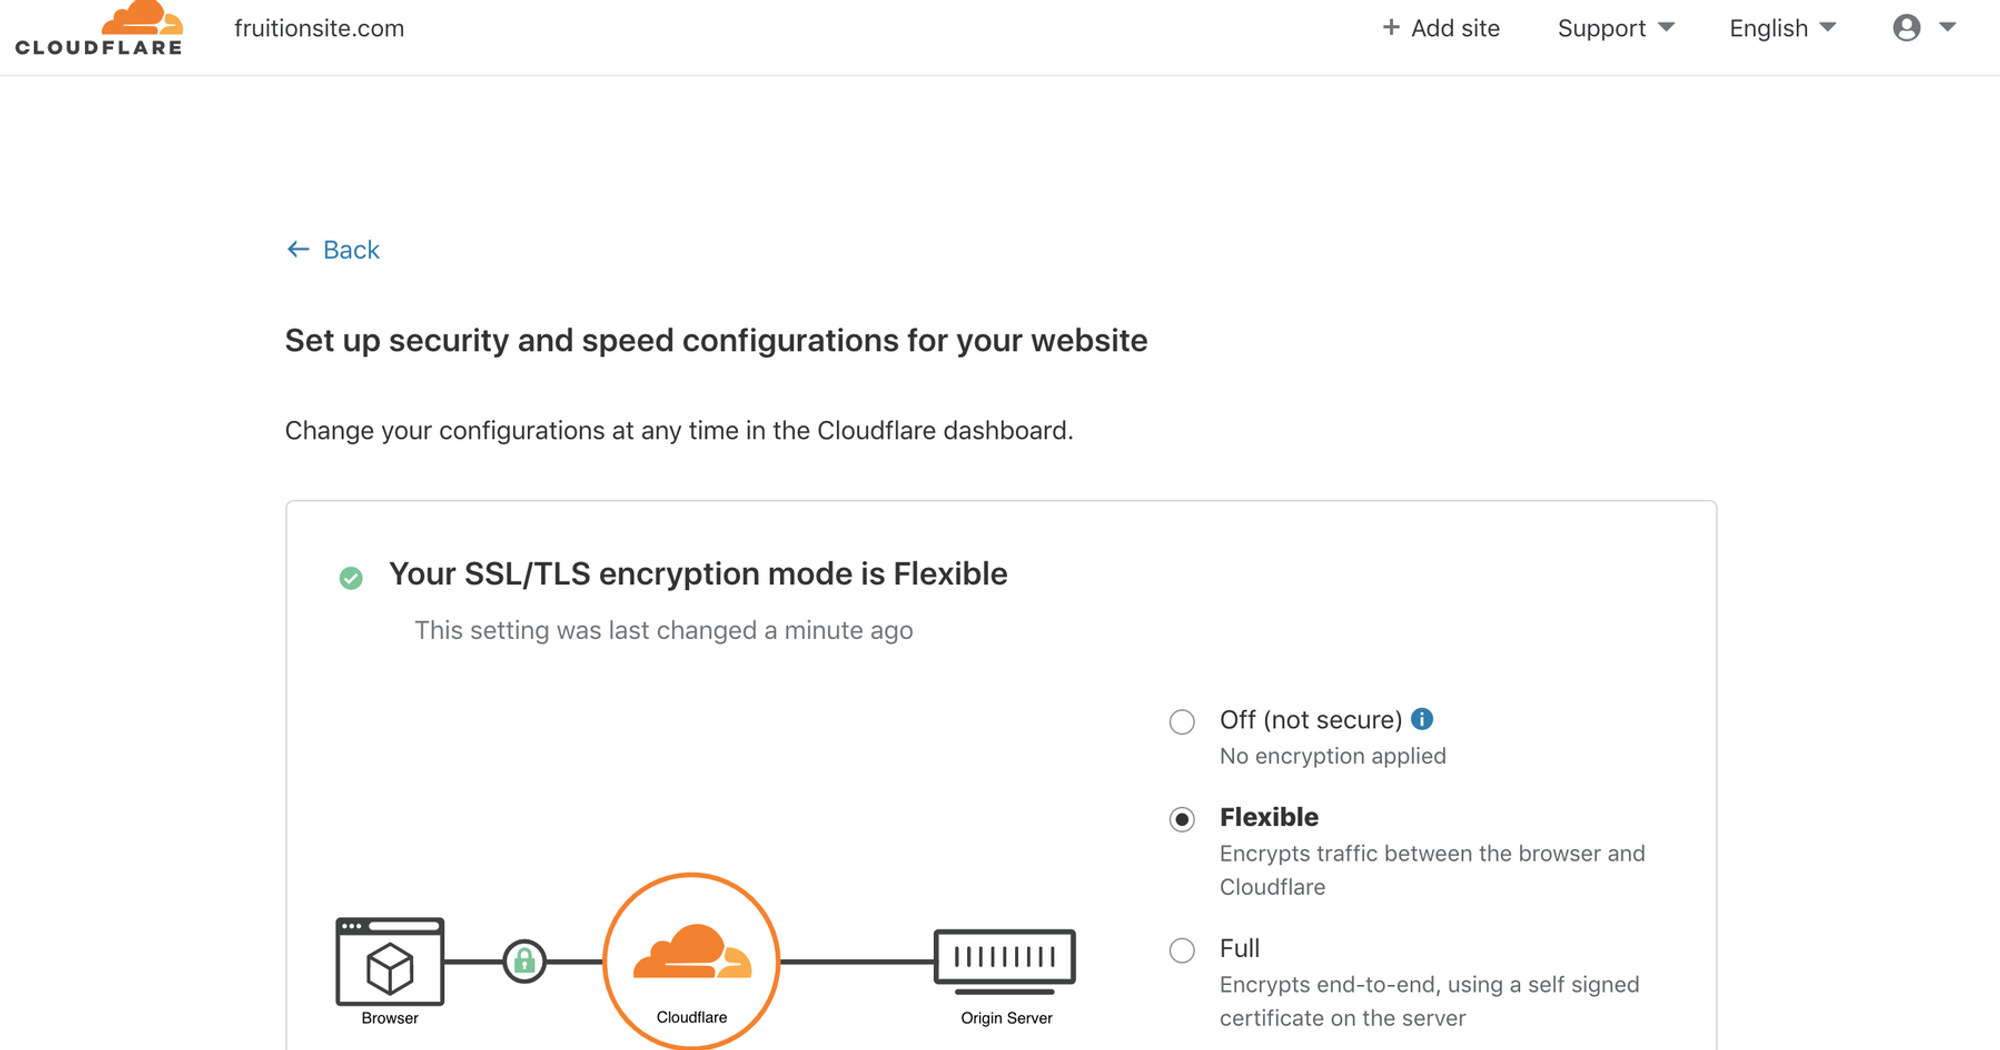 CLOUDFLARE
fruitionsite.com
+ Add site
Support
English
← Back
Set up security and speed configurations for your website
Change your configurations at any time in the Cloudflare dashboard.
Your SSL/TLS encryption mode is Flexible
This setting was last changed a minute ago
Off (not secure)
No encryption applied
Flexible
Encrypts traffic between the browser and
Cloudflare
Full
Encrypts end-to-end, using a self signed
certificate on the server
Browser
Cloudflare
Origin Server